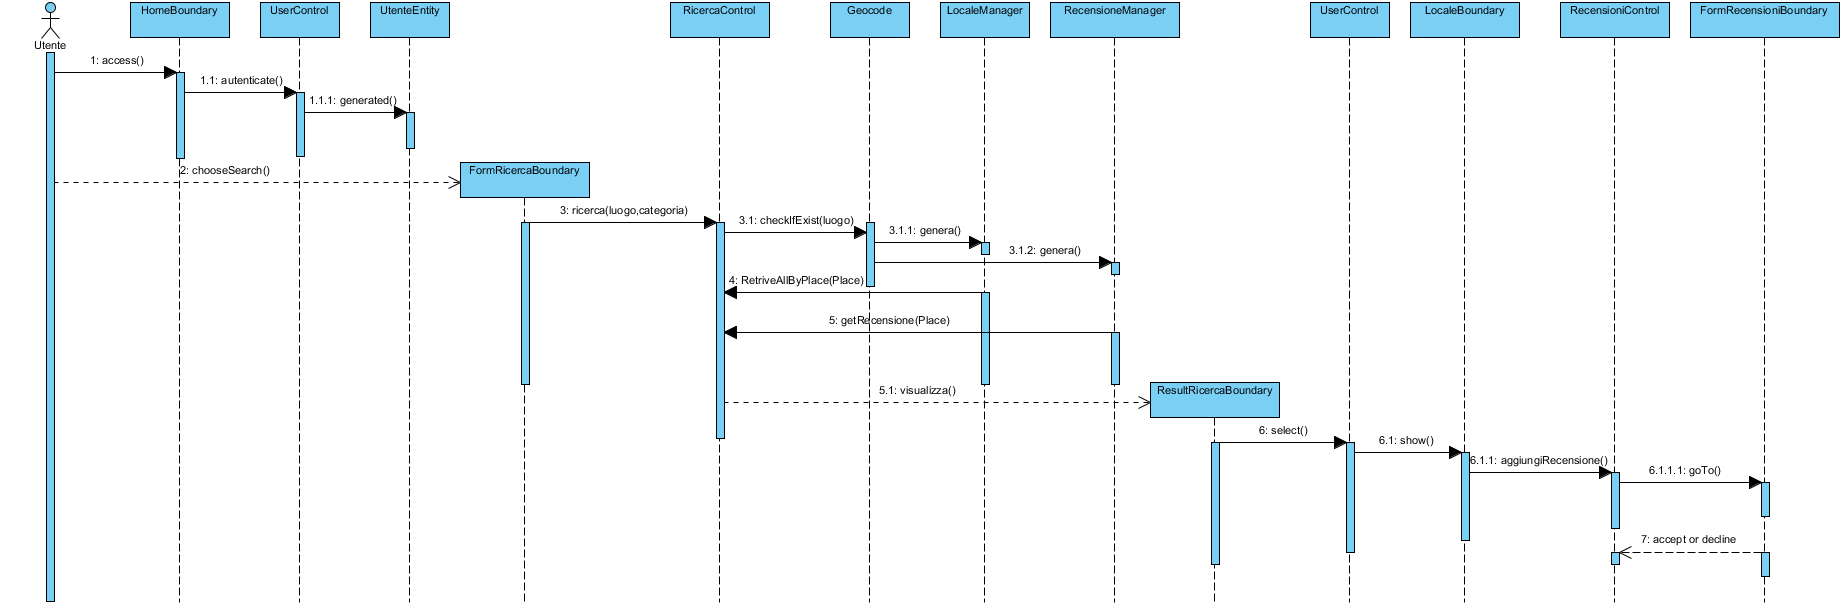 HomeBoundary
UserControl
UtenteEntity
RicercaControl
Geocode
LocaleManager
RecensioneManager
UserControl
LocaleBoundary
RecensioniControl
FormRecensioniBoundary
Utente
1: access()
1.1: autenticate()
1.1.1: generated()
2: chooseSearch()
FormRicercaBoundary
3: ricerca(luogo,categoria)
3.1: checkIfExist(luogo)
3.1.1: genera()
3.1.2: genera()
4: RetriveAllByPlace(Place)
5: getRecensione(Place)
5.1: visualizza()
ResultRicercaBoundary
6: select()
6.1: show()
6.1.1: aggiungiRecensione()
6.1.1.1: goTo()
7: accept or decline